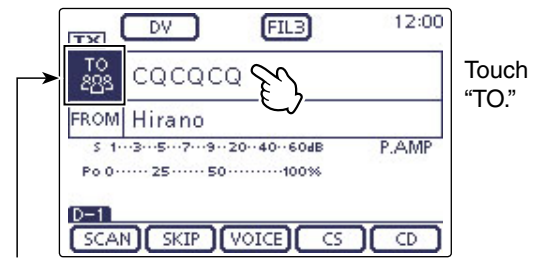 DV FIL3 12:00
TX
TO CQCQCQ
FROM Hirano
S 1···3···5···7···9··20··40··60dB P.AMP
Po 0······ 25······ 50··········100%
D-1
SCAN SKIP VOICE CS CD
Touch
“TO.”